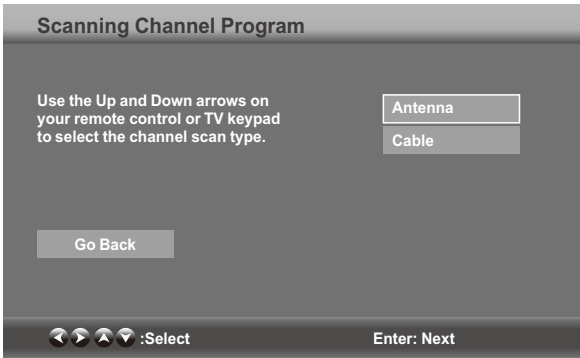 Scanning Channel Program
Use the Up and Down arrows on
your remote control or TV keypad
to select the channel scan type.
Antenna
Cable
Go Back
:Select
Enter: Next